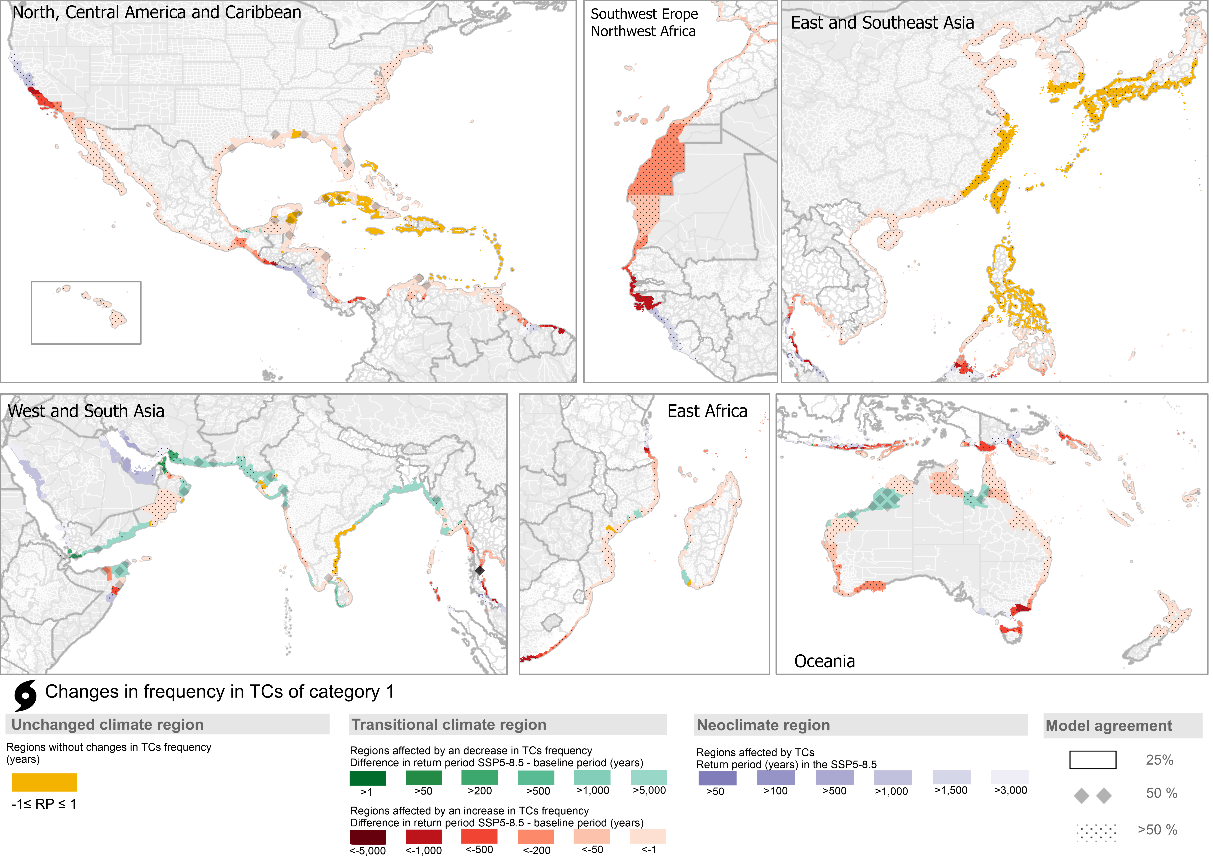 North, Central America and Caribbean
Southwest Erope
Northwest Africa
East and Southeast Asia
West and South Asia
East Africa
Oceania
Changes in frequency in TCs of category 1
Unchanged climate region
Regions without changes in TCs frequency
(years)
-1≤ RP ≤ 1
Transitional climate region
Regions affected by an decrease in TCs frequency
Difference in return period SSP5-8.5 - baseline period (years)
>1 >50 >200 >500 >1,000 >5,000
Regions affected by an increase in TCs frequency
Difference in return period SSP5-8.5 - baseline period (years)
<-5,000 <-1,000 <-500 <-200 <-50 <-1
Neoclimate region
Regions affected by TCs
Return period (years) in the SSP5-8.5
>50 >100 >500 >1,000 >1,500 >3,000
Model agreement
25%
50 %
>50 %